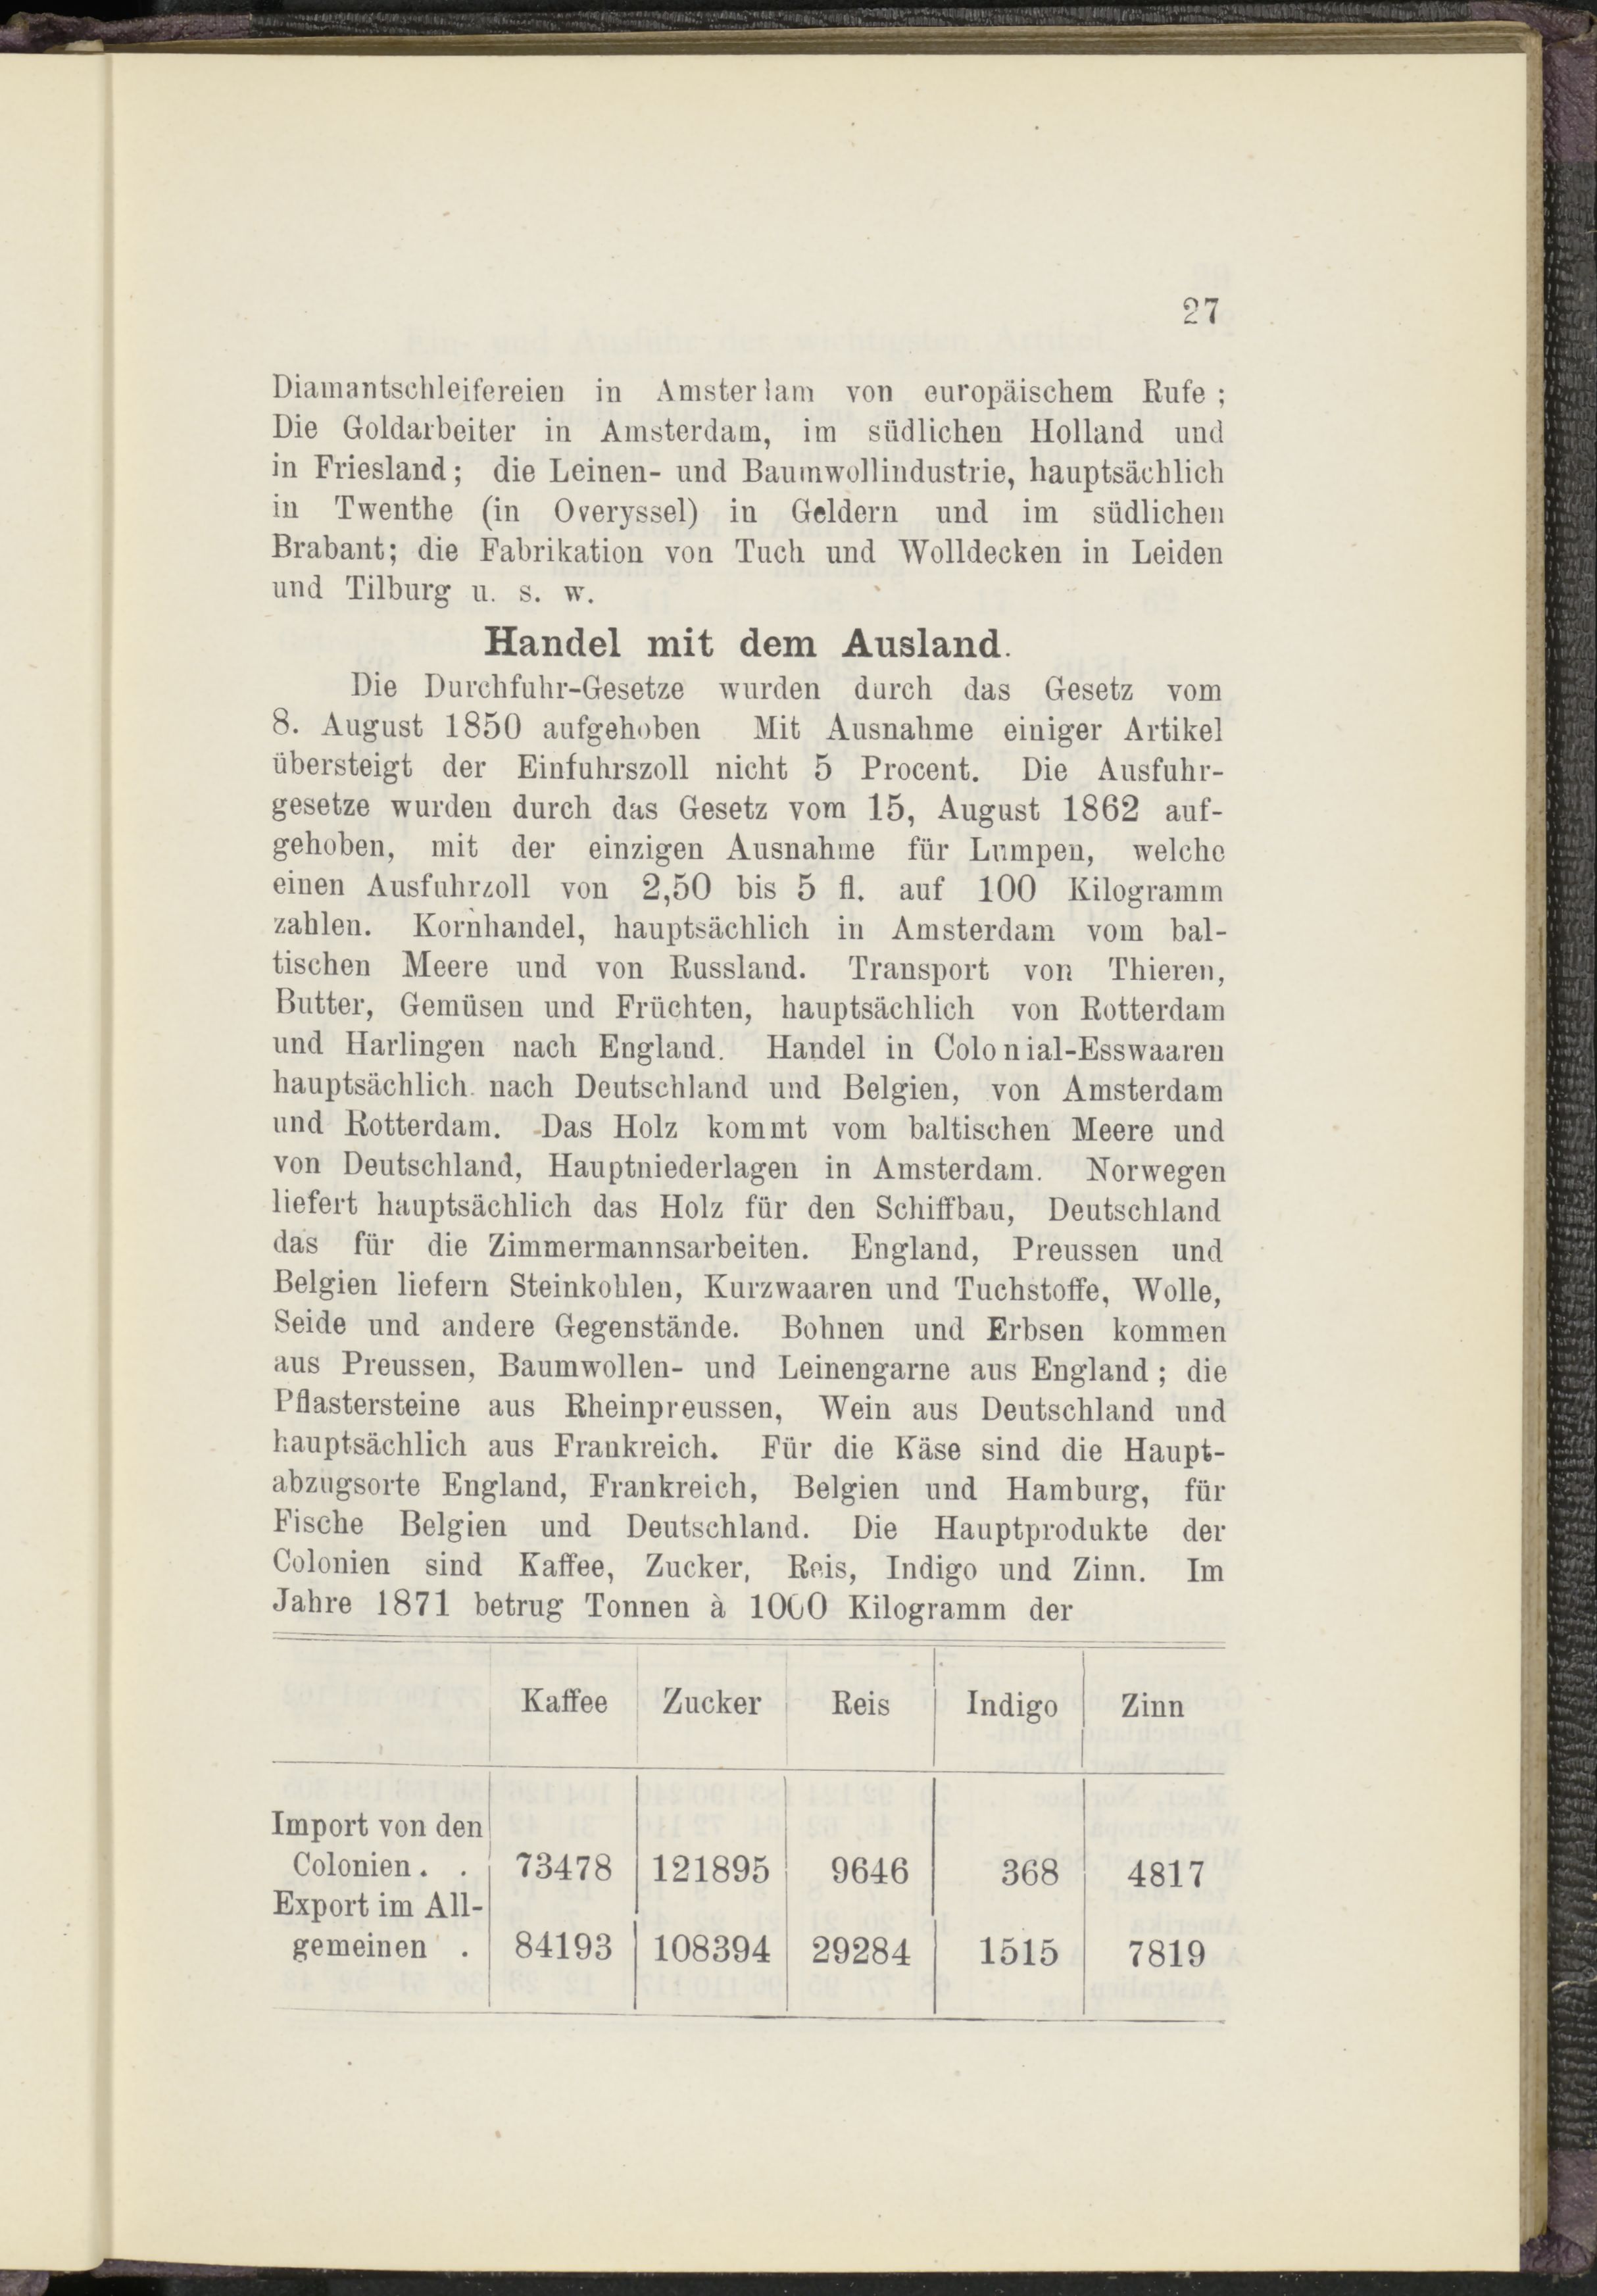 27
Diamantschleifereien in Amsterdam von europäischem Rufe ;
Die Goldarbeiter in Amsterdam, im südlichen Holland und
in Friesland; die Leinen- und Baumwollindustrie, hauptsächlich
in Twenthe (in Overyssel) in Geldern und im südlichen
Brabant; die Fabrikation von Tuch und Wolldecken in Leiden
und Tilburg u. s. w.
Handel mit dem Ausland.
Die Durchfuhr-Gesetze wurden durch das Gesetz vom
8. August 1850 aufgehoben Mit Ausnahme einiger Artikel
übersteigt der Einfuhrszoll nicht 5 Procent. Die Ausfuhr-
gesetze wurden durch das Gesetz vom 15, August 1862 auf-
gehoben, mit der einzigen Ausnahme für Lumpen, welche
einen Ausfuhrzoll von 2,50 bis 5 fl. auf 100 Kilogramm
zahlen. Kornhandel, hauptsächlich in Amsterdam vom bal-
tischen Meere und von Russland. Transport von Thieren,
Butter, Gemüsen und Früchten, hauptsächlich von Rotterdam
und Harlingen nach England. Handel in Colonial-Esswaaren
hauptsächlich nach Deutschland und Belgien, von Amsterdam
und Rotterdam. Das Holz kommt vom baltischen Meere und
von Deutschland, Hauptniederlagen in Amsterdam. Norwegen
liefert hauptsächlich das Holz für den Schiffbau, Deutschland
das für die Zimmermannsarbeiten. England, Preussen und
Belgien liefern Steinkohlen, Kurzwaaren und Tuchstoffe, Wolle,
Seide und andere Gegenstände. Bohnen und Erbsen kommen
aus Preussen, Baumwollen- und Leinengarne aus England ; die
Pflastersteine aus Rheinpreussen, Wein aus Deutschland und
hauptsächlich aus Frankreich. Für die Käse sind die Haupt-
abzugsorte England, Frankreich, Belgien und Hamburg, für
Fische Belgien und Deutschland. Die Hauptprodukte der
Colonien sind Kaffee, Zucker, Reis, Indigo und Zinn. Im
Jahre 1871 betrug Tonnen à 1000 Kilogramm der
Kaffee Zucker Reis Indigo Zinn
Import von den
Colonien . . 73478 121895 9646 368 4817
Export im All-
gemeinen . 84193 108394 29284 1515 7819